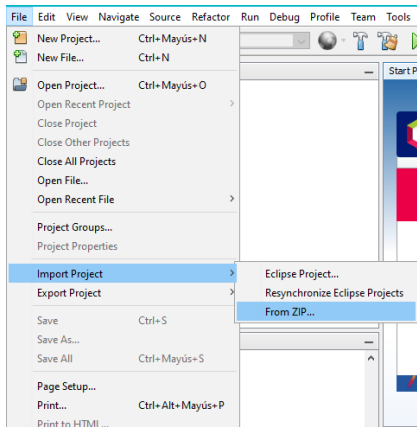 File Edit View Navigate Source Refactor Run Debug Profile Team Tools
New Project... Ctrl+Mayús+N
New File... Ctrl+N
Start P
Open Project... Ctrl+Mayús+O
Open Recent Project
Close Project
Close Other Projects
Close All Projects
Open File...
Open Recent File
Project Groups...
Project Properties
Import Project
Eclipse Project...
Export Project
Resynchronize Eclipse Projects
From ZIP...
Save Ctrl+S
Save As...
Save All Ctrl+Mayús+S
Page Setup...
Print... Ctrl+Alt+Mayús+P
Print to HTML...